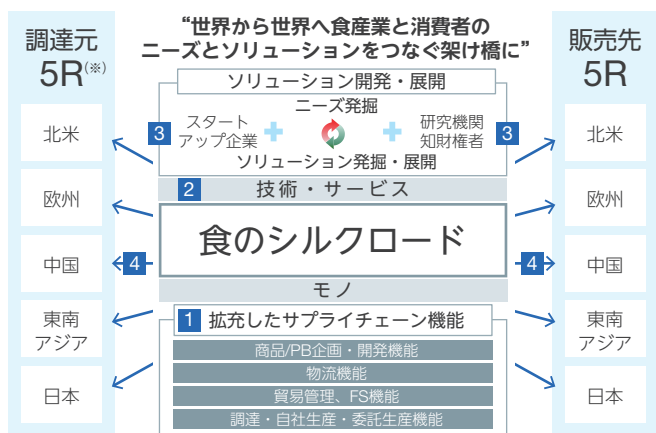 調達元
5R(※)
北米
欧州
中国
東南
アジア
日本
“世界から世界へ食産業と消費者の
ニーズとソリューションをつなぐ架け橋に”
ソリューション開発・展開
ニーズ発掘
3
スタート
アップ企業
研究機関
知財権者
3
ソリューション発掘・展開
2
技術・サービス
食のシルクロード
4
4
モノ
1 拡充したサプライチェーン機能
商品/PB企画・開発機能
物流機能
貿易管理、FS機能
調達・自社生産・委託生産機能
販売先
5R
北米
欧州
中国
東南
アジア
日本